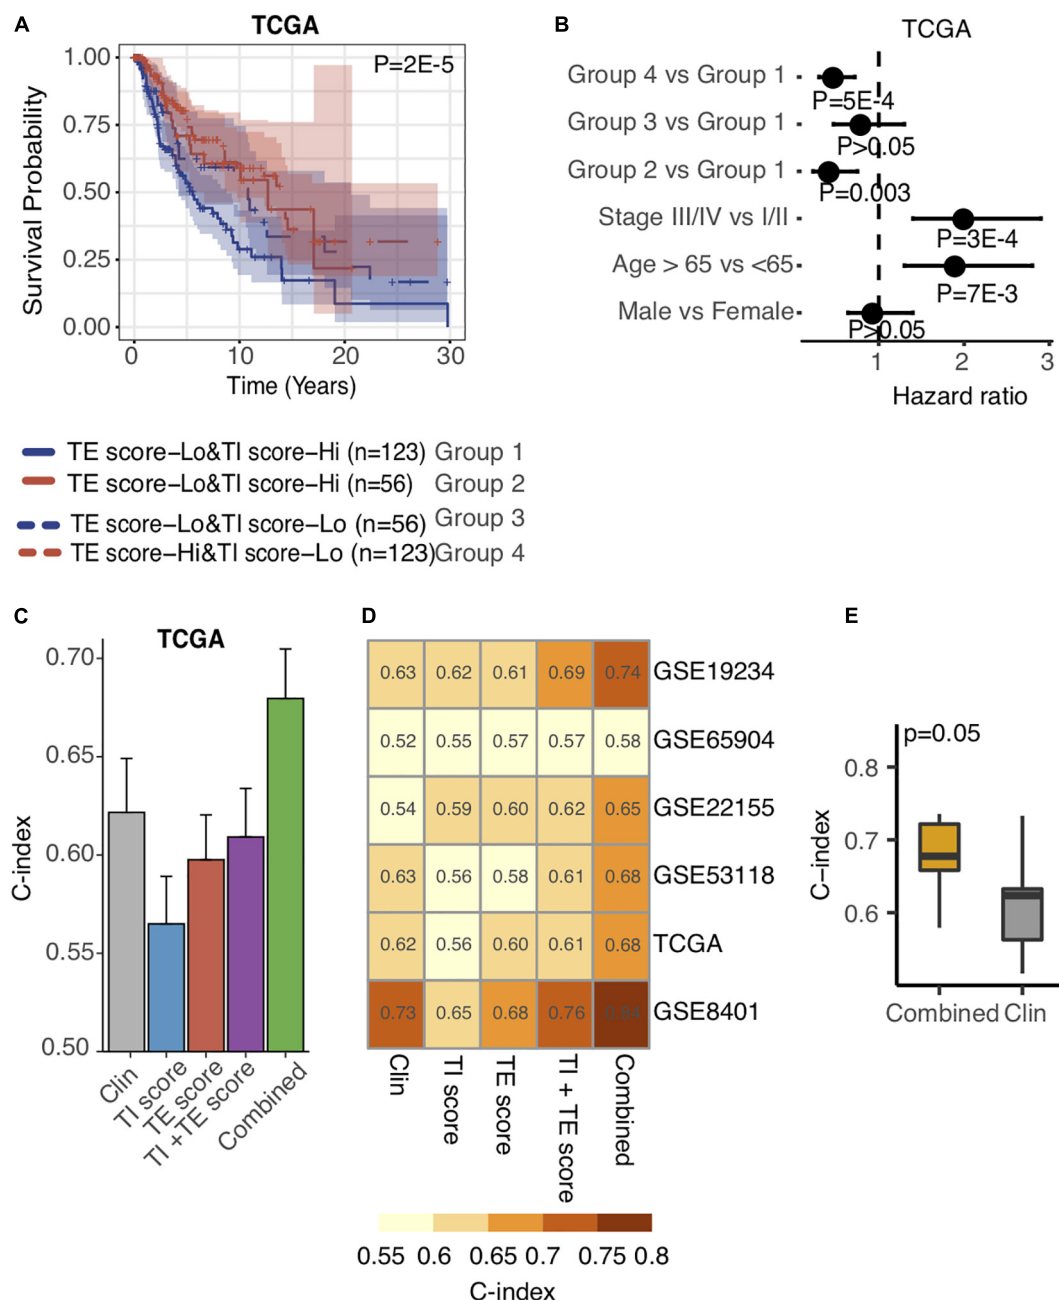 A
TCGA
P=2E-5
Survival Probability
1.00
0.75
0.50
0.25
0.00
0 10 20 30
Time (Years)
TE score-Lo&TI score-Hi (n=123) Group 1
TE score-Lo&TI score-Hi (n=56) Group 2
TE score-Lo&TI score-Lo (n=56) Group 3
TE score-Hi&TI score-Lo (n=123) Group 4
B
TCGA
Group 4 vs Group 1
P=5E-4
Group 3 vs Group 1
P>0.05
Group 2 vs Group 1
P=0.003
Stage III/IV vs I/II
P=3E-4
Age > 65 vs <65
P=7E-3
Male vs Female
P>0.05
1 2 3
Hazard ratio
C
TCGA
C-index
0.70
0.65
0.60
0.55
0.50
Clin
TI score
TE score
TI +TE score
Combined
D
0.63 0.62 0.61 0.69 0.74 GSE19234
0.52 0.55 0.57 0.57 0.58 GSE65904
0.54 0.59 0.60 0.62 0.65 GSE22155
0.63 0.56 0.58 0.61 0.68 GSE53118
0.62 0.56 0.60 0.61 0.68 TCGA
0.73 0.65 0.68 0.76 GSE8401
Clin
TI score
TE score
TI + TE score
Combined
0.55 0.6 0.65 0.7 0.75 0.8
C-index
E
p=0.05
C-index
0.8
0.7
0.6
Combined Clin